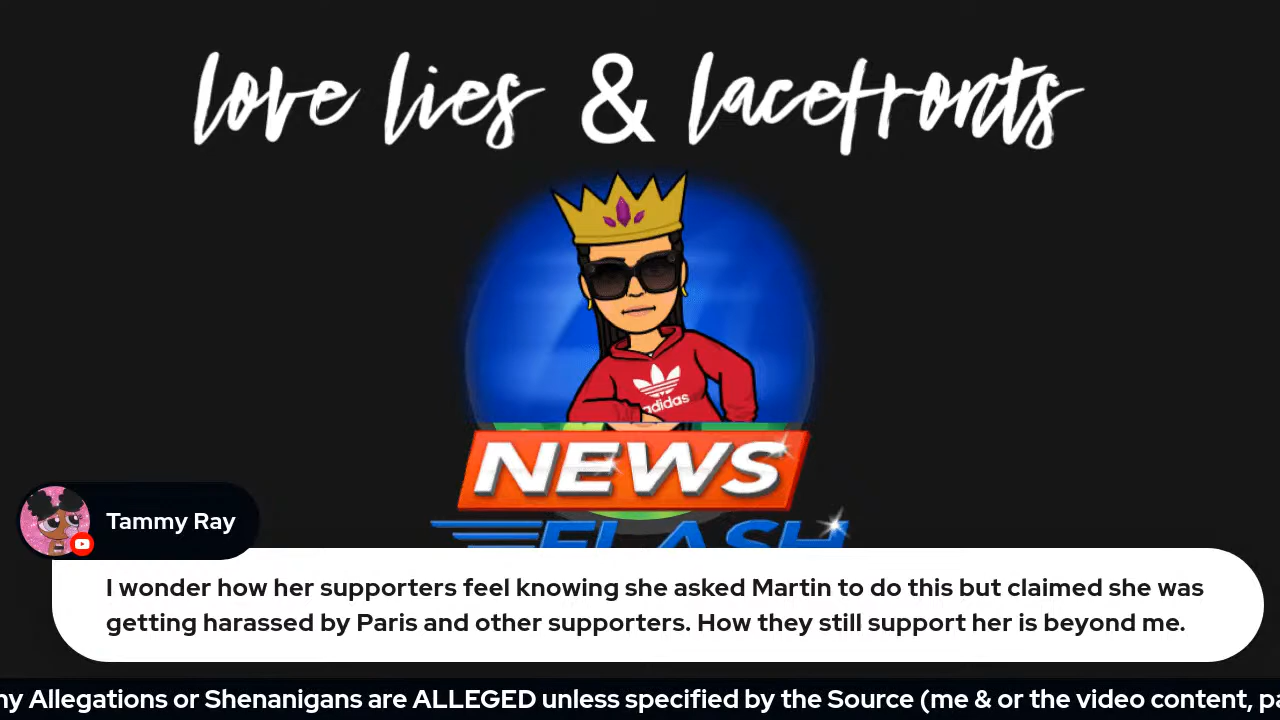 love lies & lacefronts
adidas
NEWS
FLASH
Tammy Ray
I wonder how her supporters feel knowing she asked Martin to do this but claimed she was
getting harassed by Paris and other supporters. How they still support her is beyond me.
Allegations or Shenanigans are ALLEGED unless specified by the Source (me & or the video content,